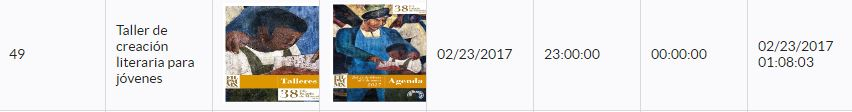 49
Taller de
creación
literaria para
jóvenes
Talleres
38
38
Agenda
2017
02/23/2017
23:00:00
00:00:00
02/23/2017
01:08:03